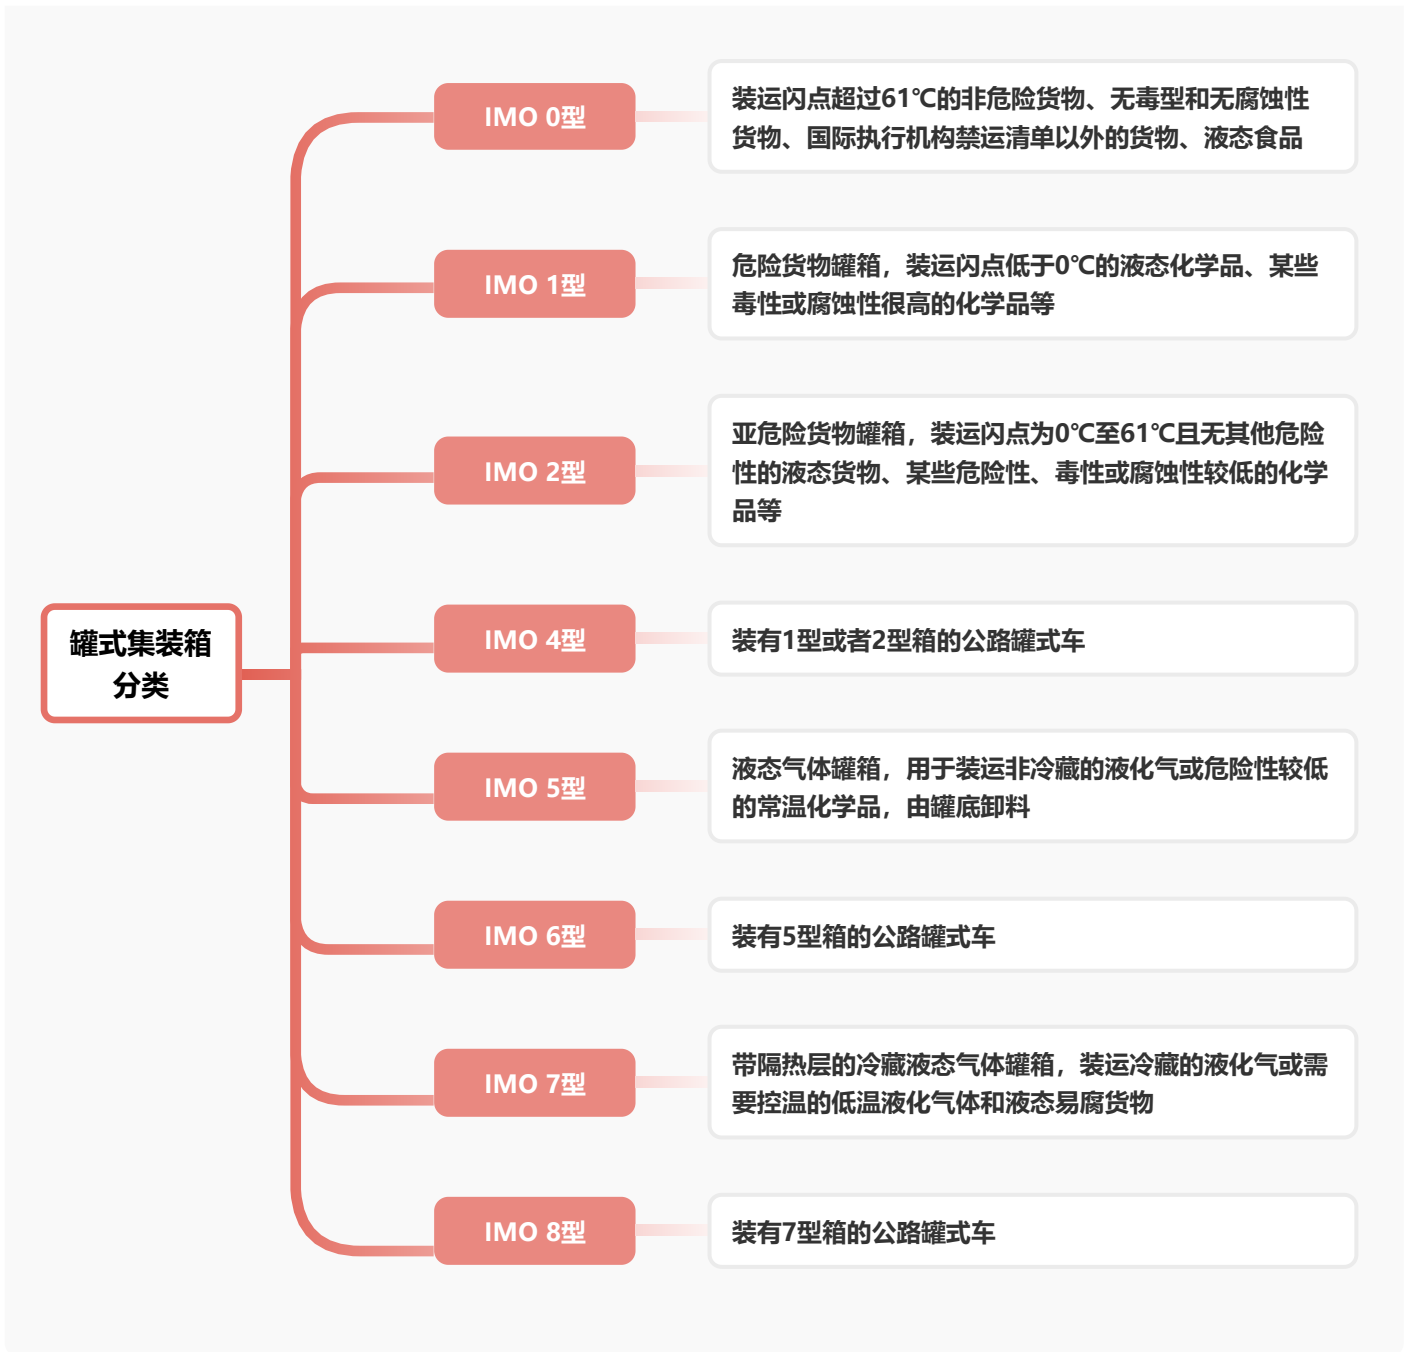 IMO 0型
装运闪点超过61℃的非危险货物、无毒型和无腐蚀性
货物、国际执行机构禁运清单以外的货物、液态食品
IMO 1型
危险货物罐箱，装运闪点低于0℃的液态化学品、某些
毒性或腐蚀性很高的化学品等
IMO 2型
亚危险货物罐箱，装运闪点为0℃至61℃且无其他危险
性的液态货物、某些危险性、毒性或腐蚀性较低的化学
品等
罐式集装箱
分类
IMO 4型
装有1型或者2型箱的公路罐式车
IMO 5型
液态气体罐箱，用于装运非冷藏的液化气或危险性较低
的常温化学品，由罐底卸料
IMO 6型
装有5型箱的公路罐式车
IMO 7型
带隔热层的冷藏液态气体罐箱，装运冷藏的液化气或需
要控温的低温液化气体和液态易腐货物
IMO 8型
装有7型箱的公路罐式车